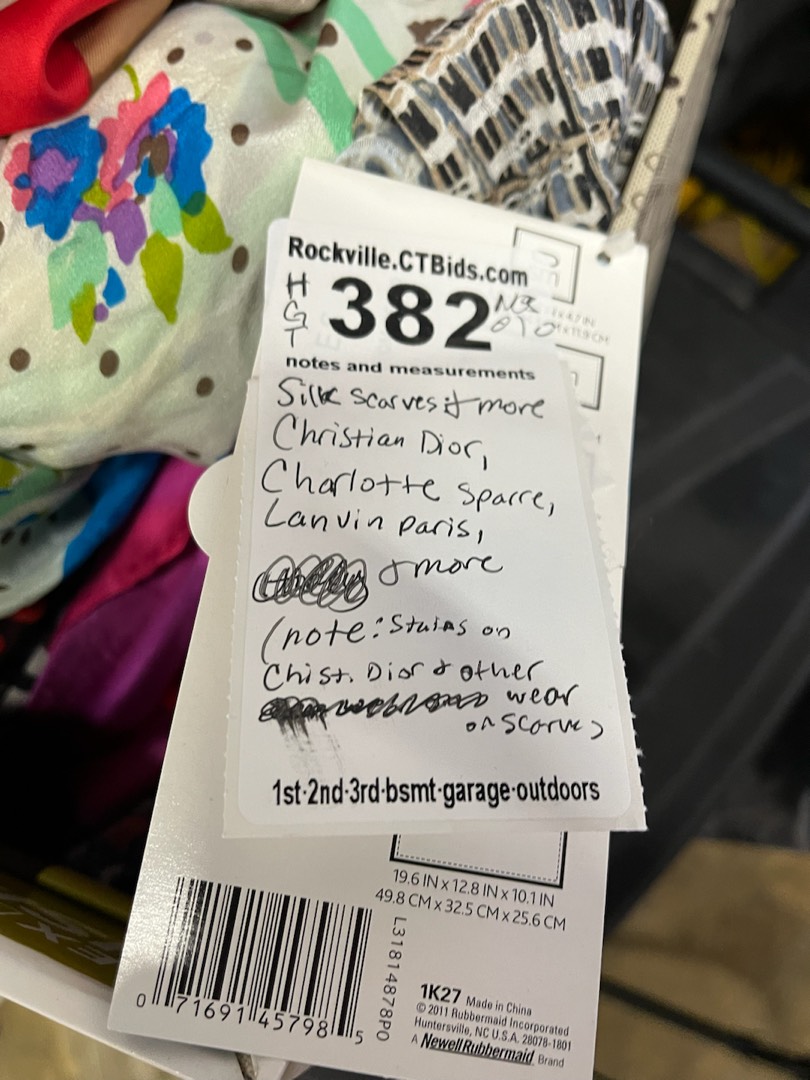 Rockville.CTBids.com
HGT
382
notes and measurements
Silk scarves & more
Christian Dior,
Charlotte Sparre,
Lanvin paris,
& more
(note: Stains on
Chist. Dior & other
wear
on scarves
1st·2nd·3rd·bsmt·garage·outdoors
19.6 IN x 12.8 IN x 10.1 IN
49.8 CM x 32.5 CM x 25.6 CM
L31814878P0
0 71691 45798 5
1K27 Made in China
© 2011 Rubbermaid Incorporated
Huntersville, NC U.S.A. 28078-1801
A NewellRubbermaid Brand